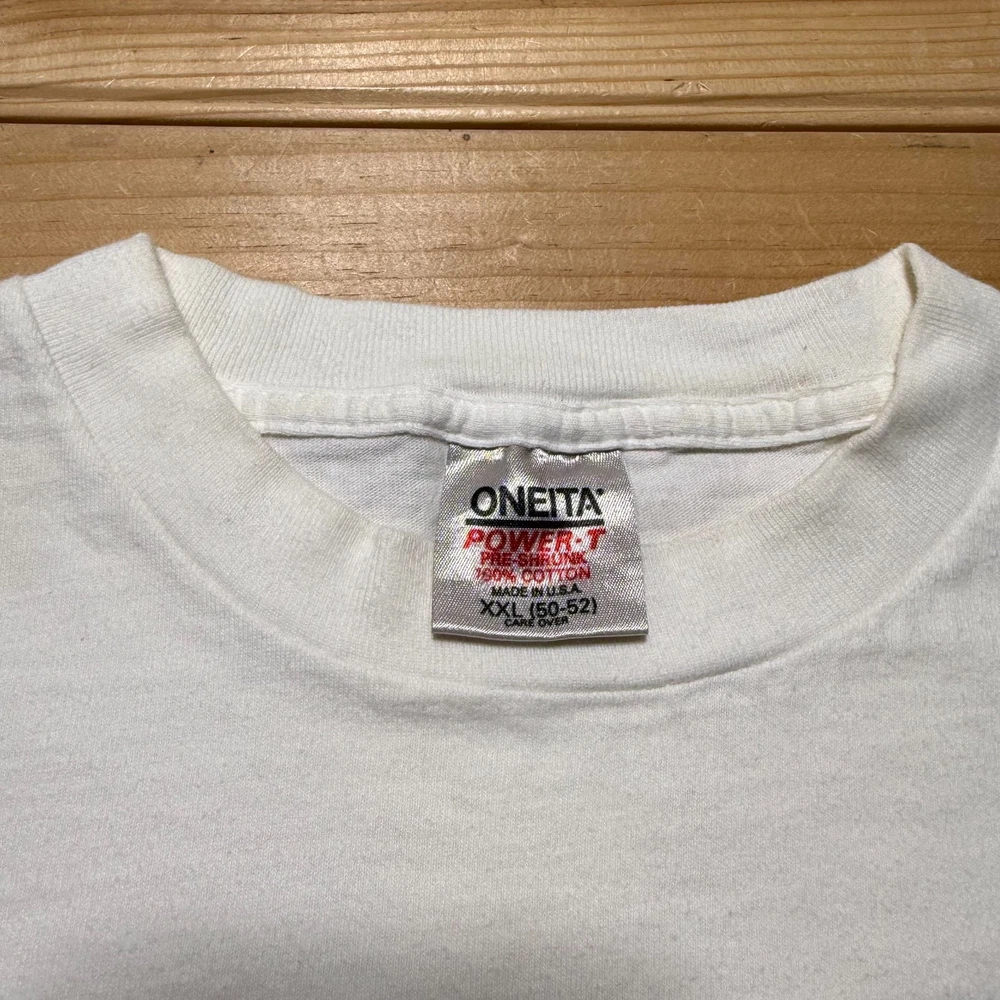 ONEITA
POWER-T
PRE-SHRUNK
100% COTTON
MADE IN U.S.A.
XXL (50-52)
CARE OVER